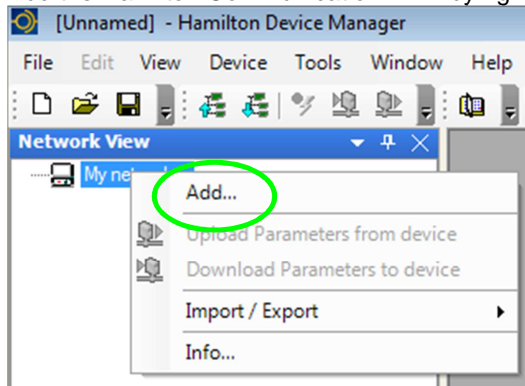 [Unnamed] - Hamilton Device Manager
File Edit View Device Tools Window Help
Network View
My
Add...
Upload Parameters from device
Download Parameters to device
Import / Export
Info...